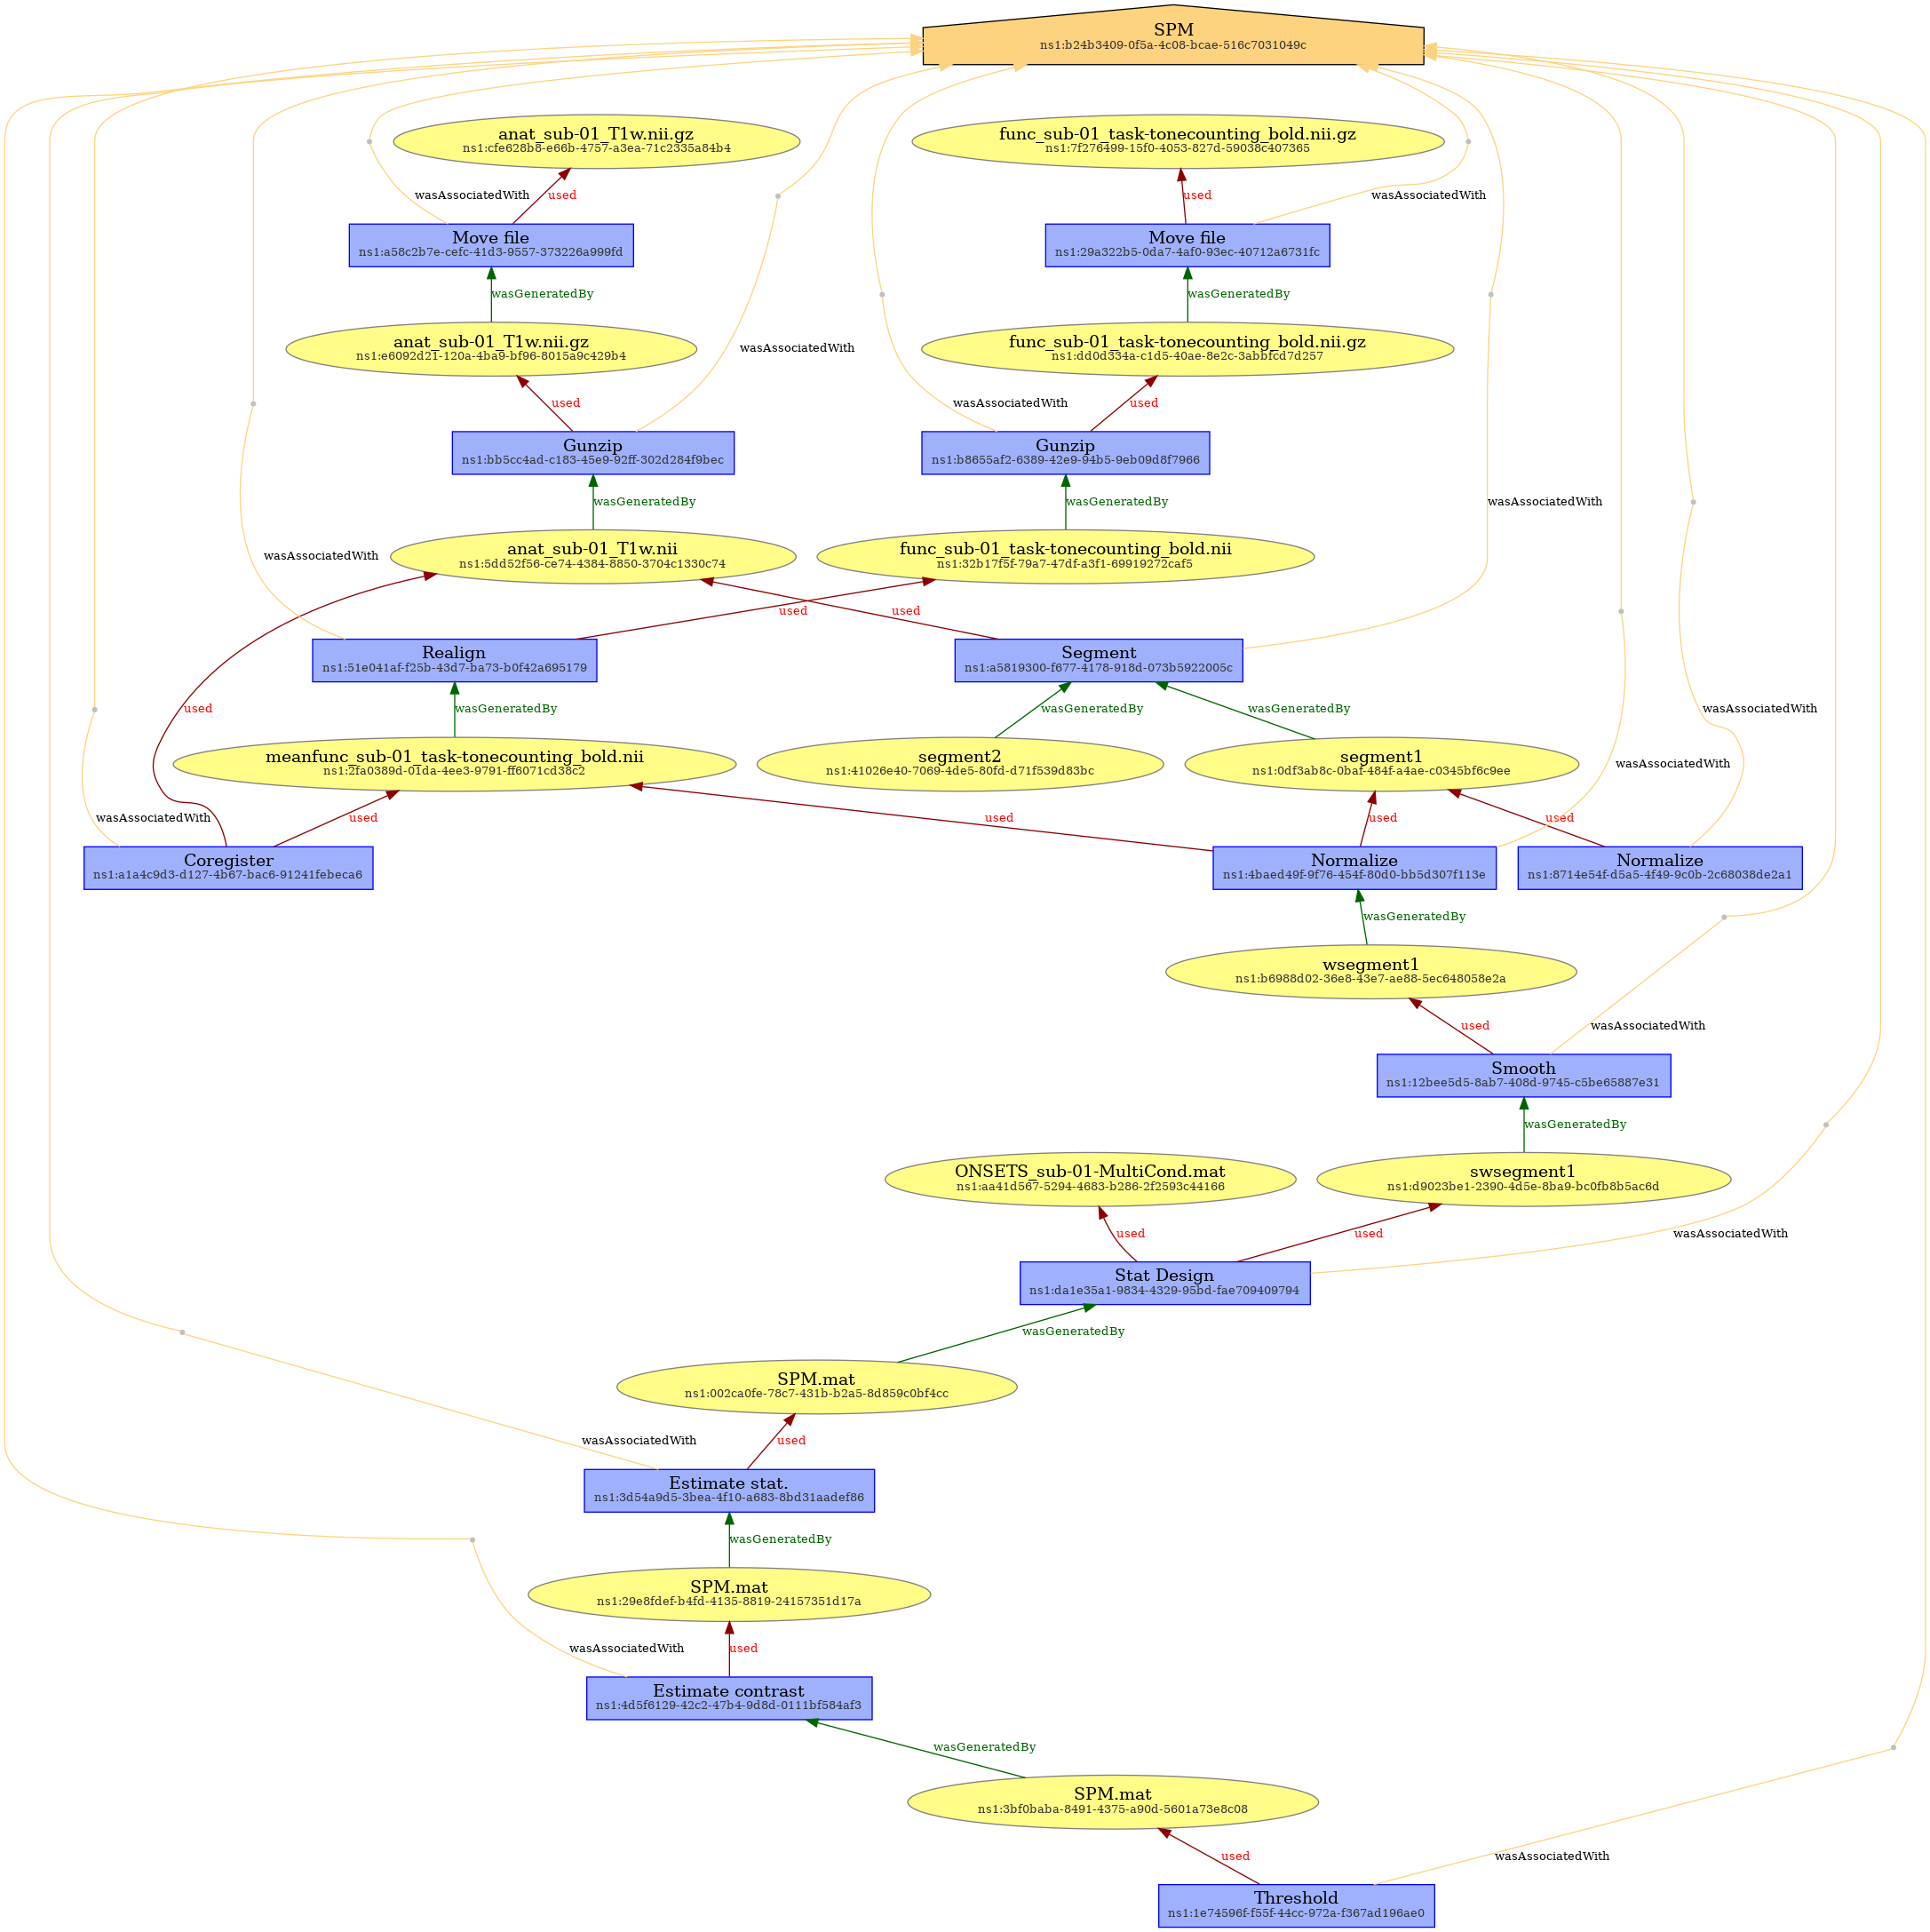 SPM
ns1:b24b3409-0f5a-4c08-bcae-516c7031049c
anat_sub-01_T1w.nii.gz
ns1:cfe628b8-e66b-4757-a3ea-71c2335a84b4
func_sub-01_task-tonecounting_bold.nii.gz
ns1:7f276499-15f0-4053-827d-59038c407365
wasAssociatedWith
used
used
wasAssociatedWith
Move file
ns1:a58c2b7e-cefc-41d3-9557-373226a999fd
Move file
ns1:29a322b5-0da7-4af0-93ec-40712a6731fc
wasGeneratedBy
wasGeneratedBy
anat_sub-01_T1w.nii.gz
ns1:e6092d21-120a-4ba9-bf96-8015a9c429b4
wasAssociatedWith
func_sub-01_task-tonecounting_bold.nii.gz
ns1:dd0d334a-c1d5-40ae-8e2c-3abbfcd7d257
used
wasAssociatedWith
used
Gunzip
ns1:bb5cc4ad-c183-45e9-92ff-302d284f9bec
Gunzip
ns1:b8655af2-6389-42e9-94b5-9eb09d8f7966
wasGeneratedBy
wasGeneratedBy
wasAssociatedWith
wasAssociatedWith
anat_sub-01_T1w.nii
ns1:5dd52f56-ce74-4384-8850-3704c1330c74
func_sub-01_task-tonecounting_bold.nii
ns1:32b17f5f-79a7-47df-a3f1-69919272caf5
used
used
Realign
ns1:51e041af-f25b-43d7-ba73-b0f42a695179
Segment
ns1:a5819300-f677-4178-918d-073b5922005c
used
wasGeneratedBy
wasGeneratedBy
wasGeneratedBy
wasAssociatedWith
meanfunc_sub-01_task-tonecounting_bold.nii
ns1:2fa0389d-01da-4ee3-9791-ff6071cd38c2
segment2
ns1:41026e40-7069-4de5-80fd-d71f539d83bc
segment1
ns1:0df3ab8c-0baf-484f-a4ae-c0345bf6c9ee
wasAssociatedWith
wasAssociatedWith
used
used
used
used
Coregister
ns1:a1a4c9d3-d127-4b67-bac6-91241febeca6
Normalize
ns1:4baed49f-9f76-454f-80d0-bb5d307f113e
Normalize
ns1:8714e54f-d5a5-4f49-9c0b-2c68038de2a1
wasGeneratedBy
wsegment1
ns1:b6988d02-36e8-43e7-ae88-5ec648058e2a
used
wasAssociatedWith
Smooth
ns1:12bee5d5-8ab7-408d-9745-c5be65887e31
wasGeneratedBy
ONSETS_sub-01-MultiCond.mat
ns1:aa41d567-5294-4683-b286-2f2593c44166
swsegment1
ns1:d9023be1-2390-4d5e-8ba9-bc0fb8b5ac6d
used
used
wasAssociatedWith
Stat Design
ns1:da1e35a1-9834-4329-95bd-fae709409794
wasGeneratedBy
SPM.mat
ns1:002ca0fe-78c7-431b-b2a5-8d859c0bf4cc
wasAssociatedWith
used
Estimate stat.
ns1:3d54a9d5-3bea-4f10-a683-8bd31aadef86
wasGeneratedBy
SPM.mat
ns1:29e8fdef-b4fd-4135-8819-24157351d17a
wasAssociatedWith
used
Estimate contrast
ns1:4d5f6129-42c2-47b4-9d8d-0111bf584af3
wasGeneratedBy
SPM.mat
ns1:3bf0baba-8491-4375-a90d-5601a73e8c08
used
wasAssociatedWith
Threshold
ns1:1e74596f-f55f-44cc-972a-f367ad196ae0